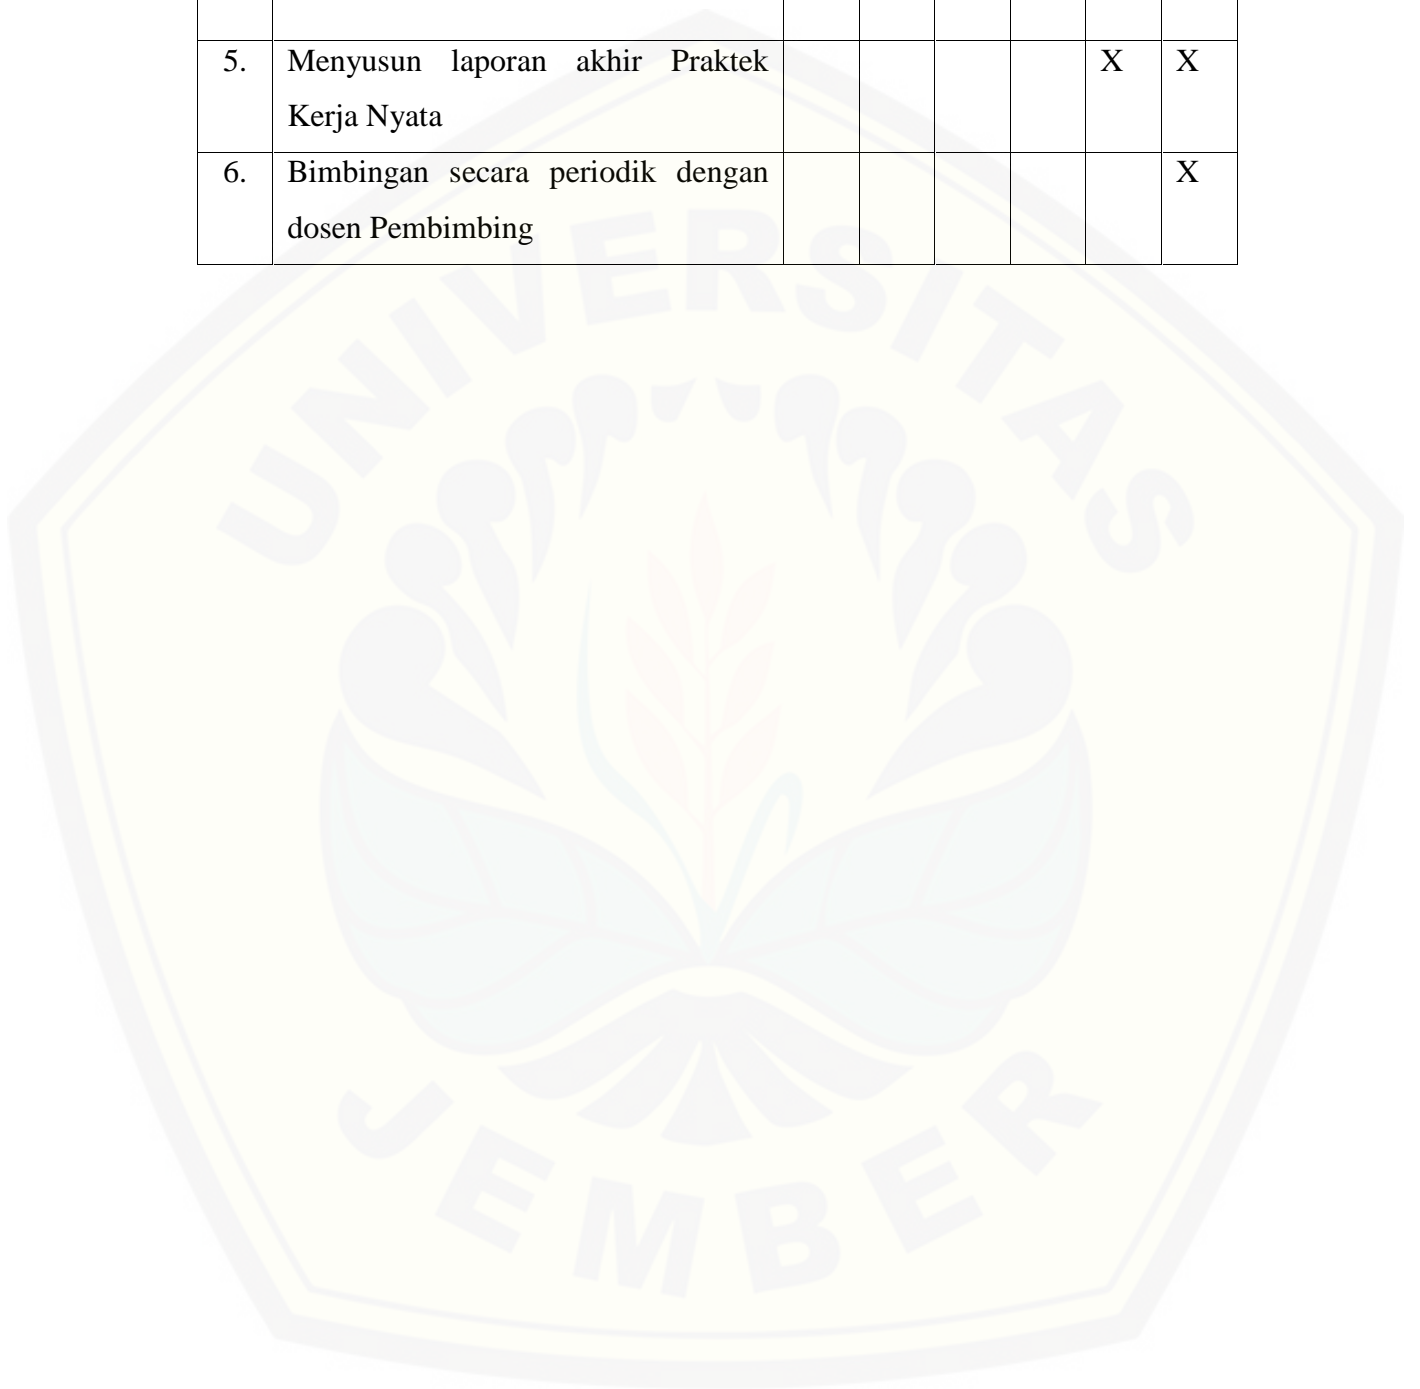 5. Menyusun laporan akhir Praktek X X
Kerja Nyata
6. Bimbingan secara periodik dengan X
dosen Pembimbing
UNIVERSITAS
JEMBER